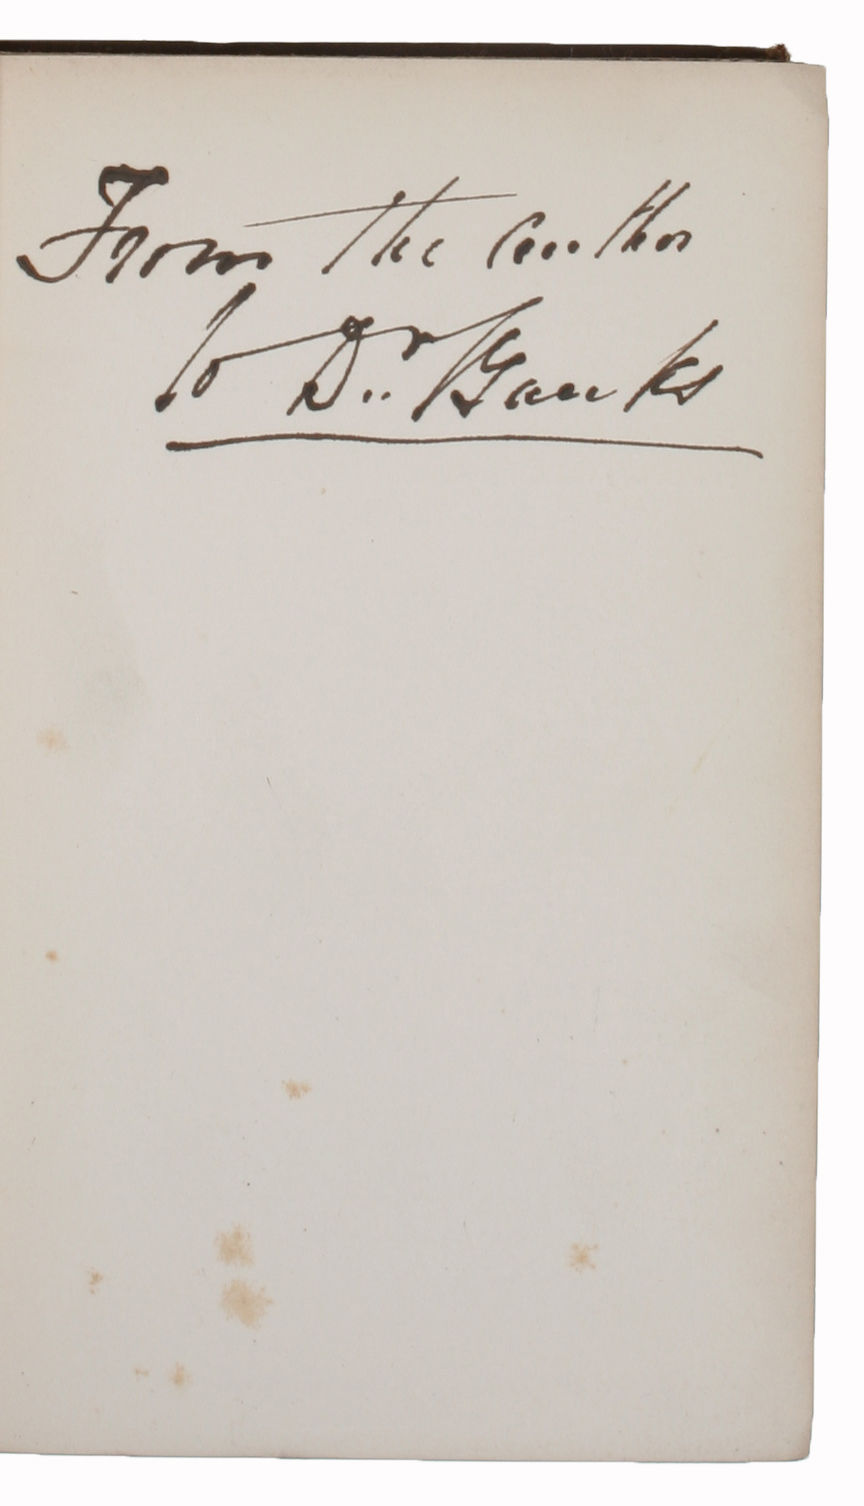 From the author
to Dr. Banks